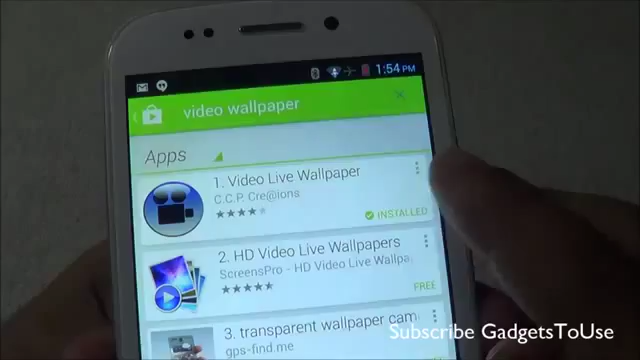 1:54 PM
video wallpaper
Apps
1. Video Live Wallpaper
C.C.P. Cre@ions
INSTALLED
2. HD Video Live Wallpapers
ScreensPro - HD Video Live Wallpa
FREE
3. transparent wallpaper cam
gps-find.me
Subscribe GadgetsToUse